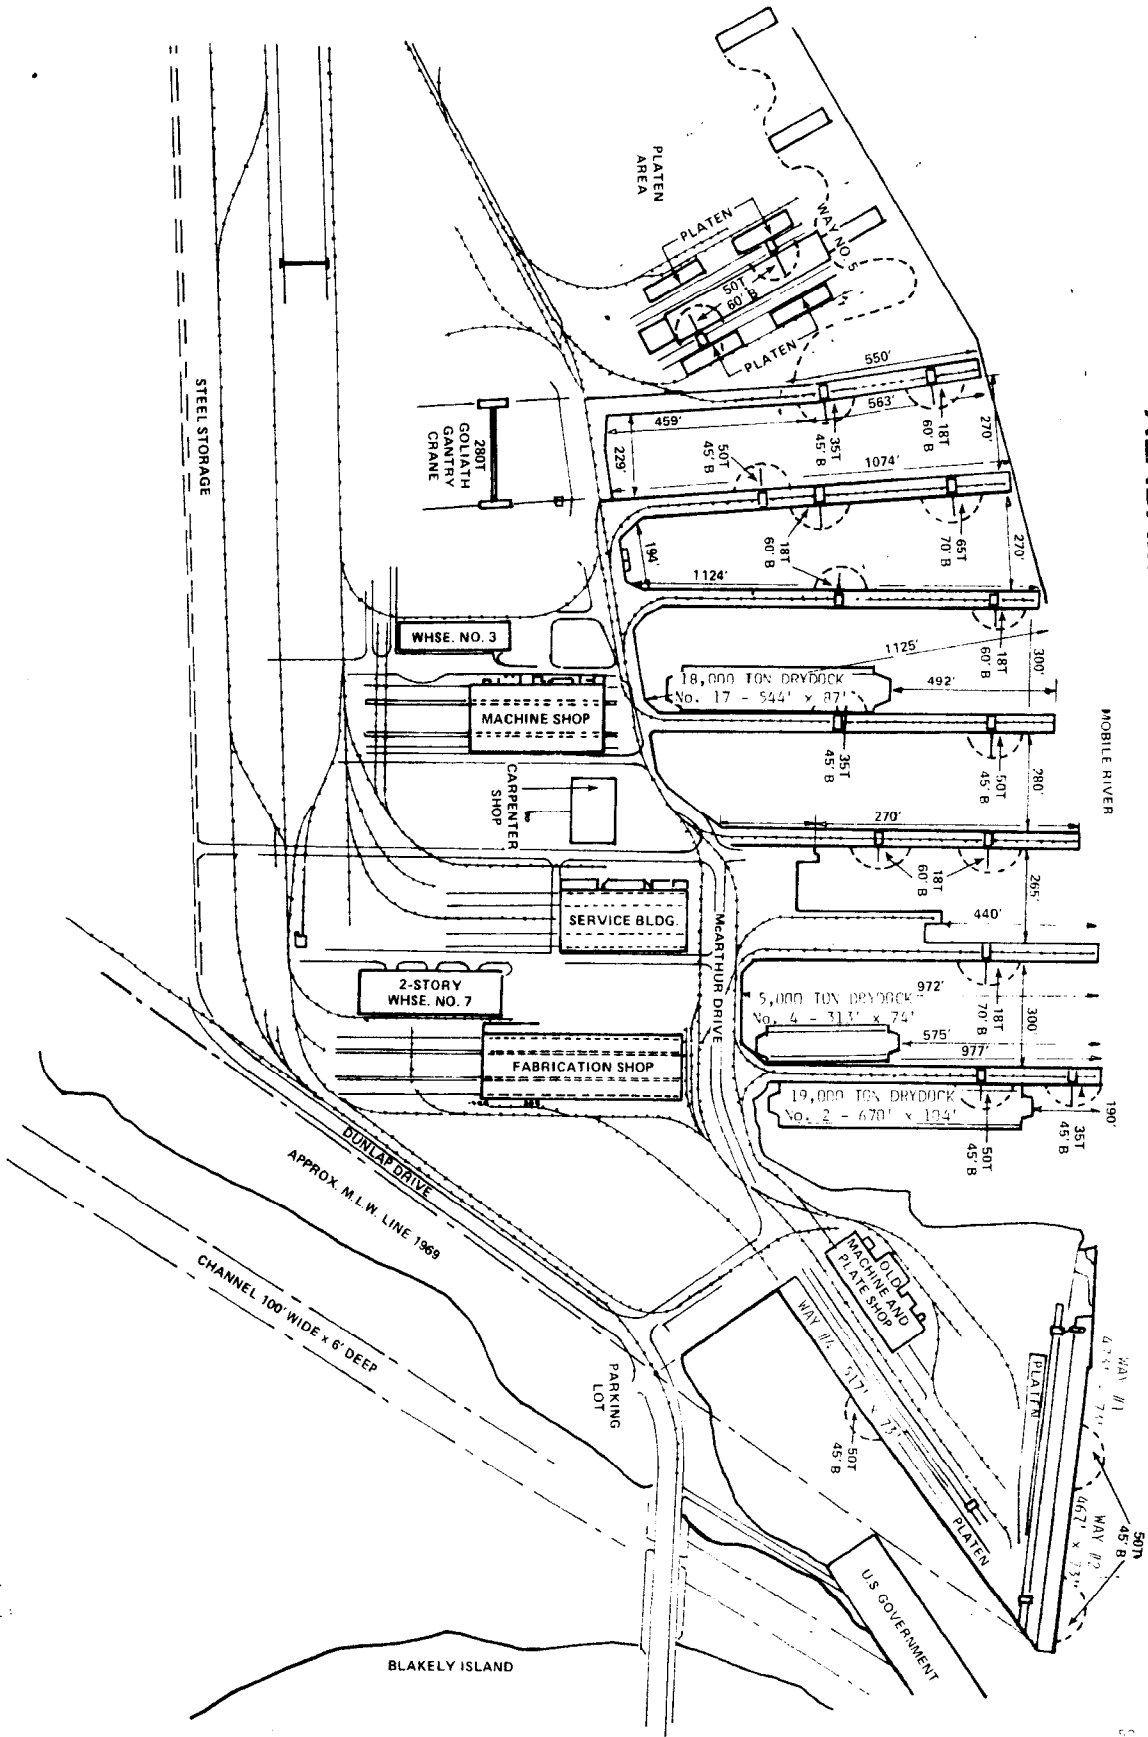 PLATEN
AREA
PLATEN
WAY NO. 5
50T
60' B
PLATEN
550'
563'
18T
60' B
35T
45' B
459'
229'
270'
50T
45' B
1074'
280T
GOLIATH
GANTRY
CRANE
STEEL STORAGE
18T
60' B
65T
70' B
270'
194'
1124'
18T
60' B
300'
1125'
WHSE. NO. 3
18,000 TON DRYDOCK
No. 17 - 544' x 87'
492'
MACHINE SHOP
35T
45' B
50T
45' B
280'
MOBILE RIVER
CARPENTER
SHOP
270'
18T
60' B
265'
SERVICE BLDG.
McARTHUR DRIVE
440'
2-STORY
WHSE. NO. 7
972'
5,000 TON DRYDOCK
No. 4 - 313' x 74'
18T
70' B
300'
575'
977'
FABRICATION SHOP
19,000 TON DRYDOCK
No. 2 - 670' x 104'
50T
45' B
35T
45' B
190'
DUNLAP DRIVE
APPROX. M.L.W. LINE 1969
CHANNEL 100' WIDE x 6' DEEP
OLD
MACHINE AND
PLATE SHOP
WAY #4 517' x 73'
PARKING
LOT
50T
45' B
PLATEN
WAY #1
PLATEN
WAY #2
467' x 73'
50T
45' B
U.S GOVERNMENT
BLAKELY ISLAND